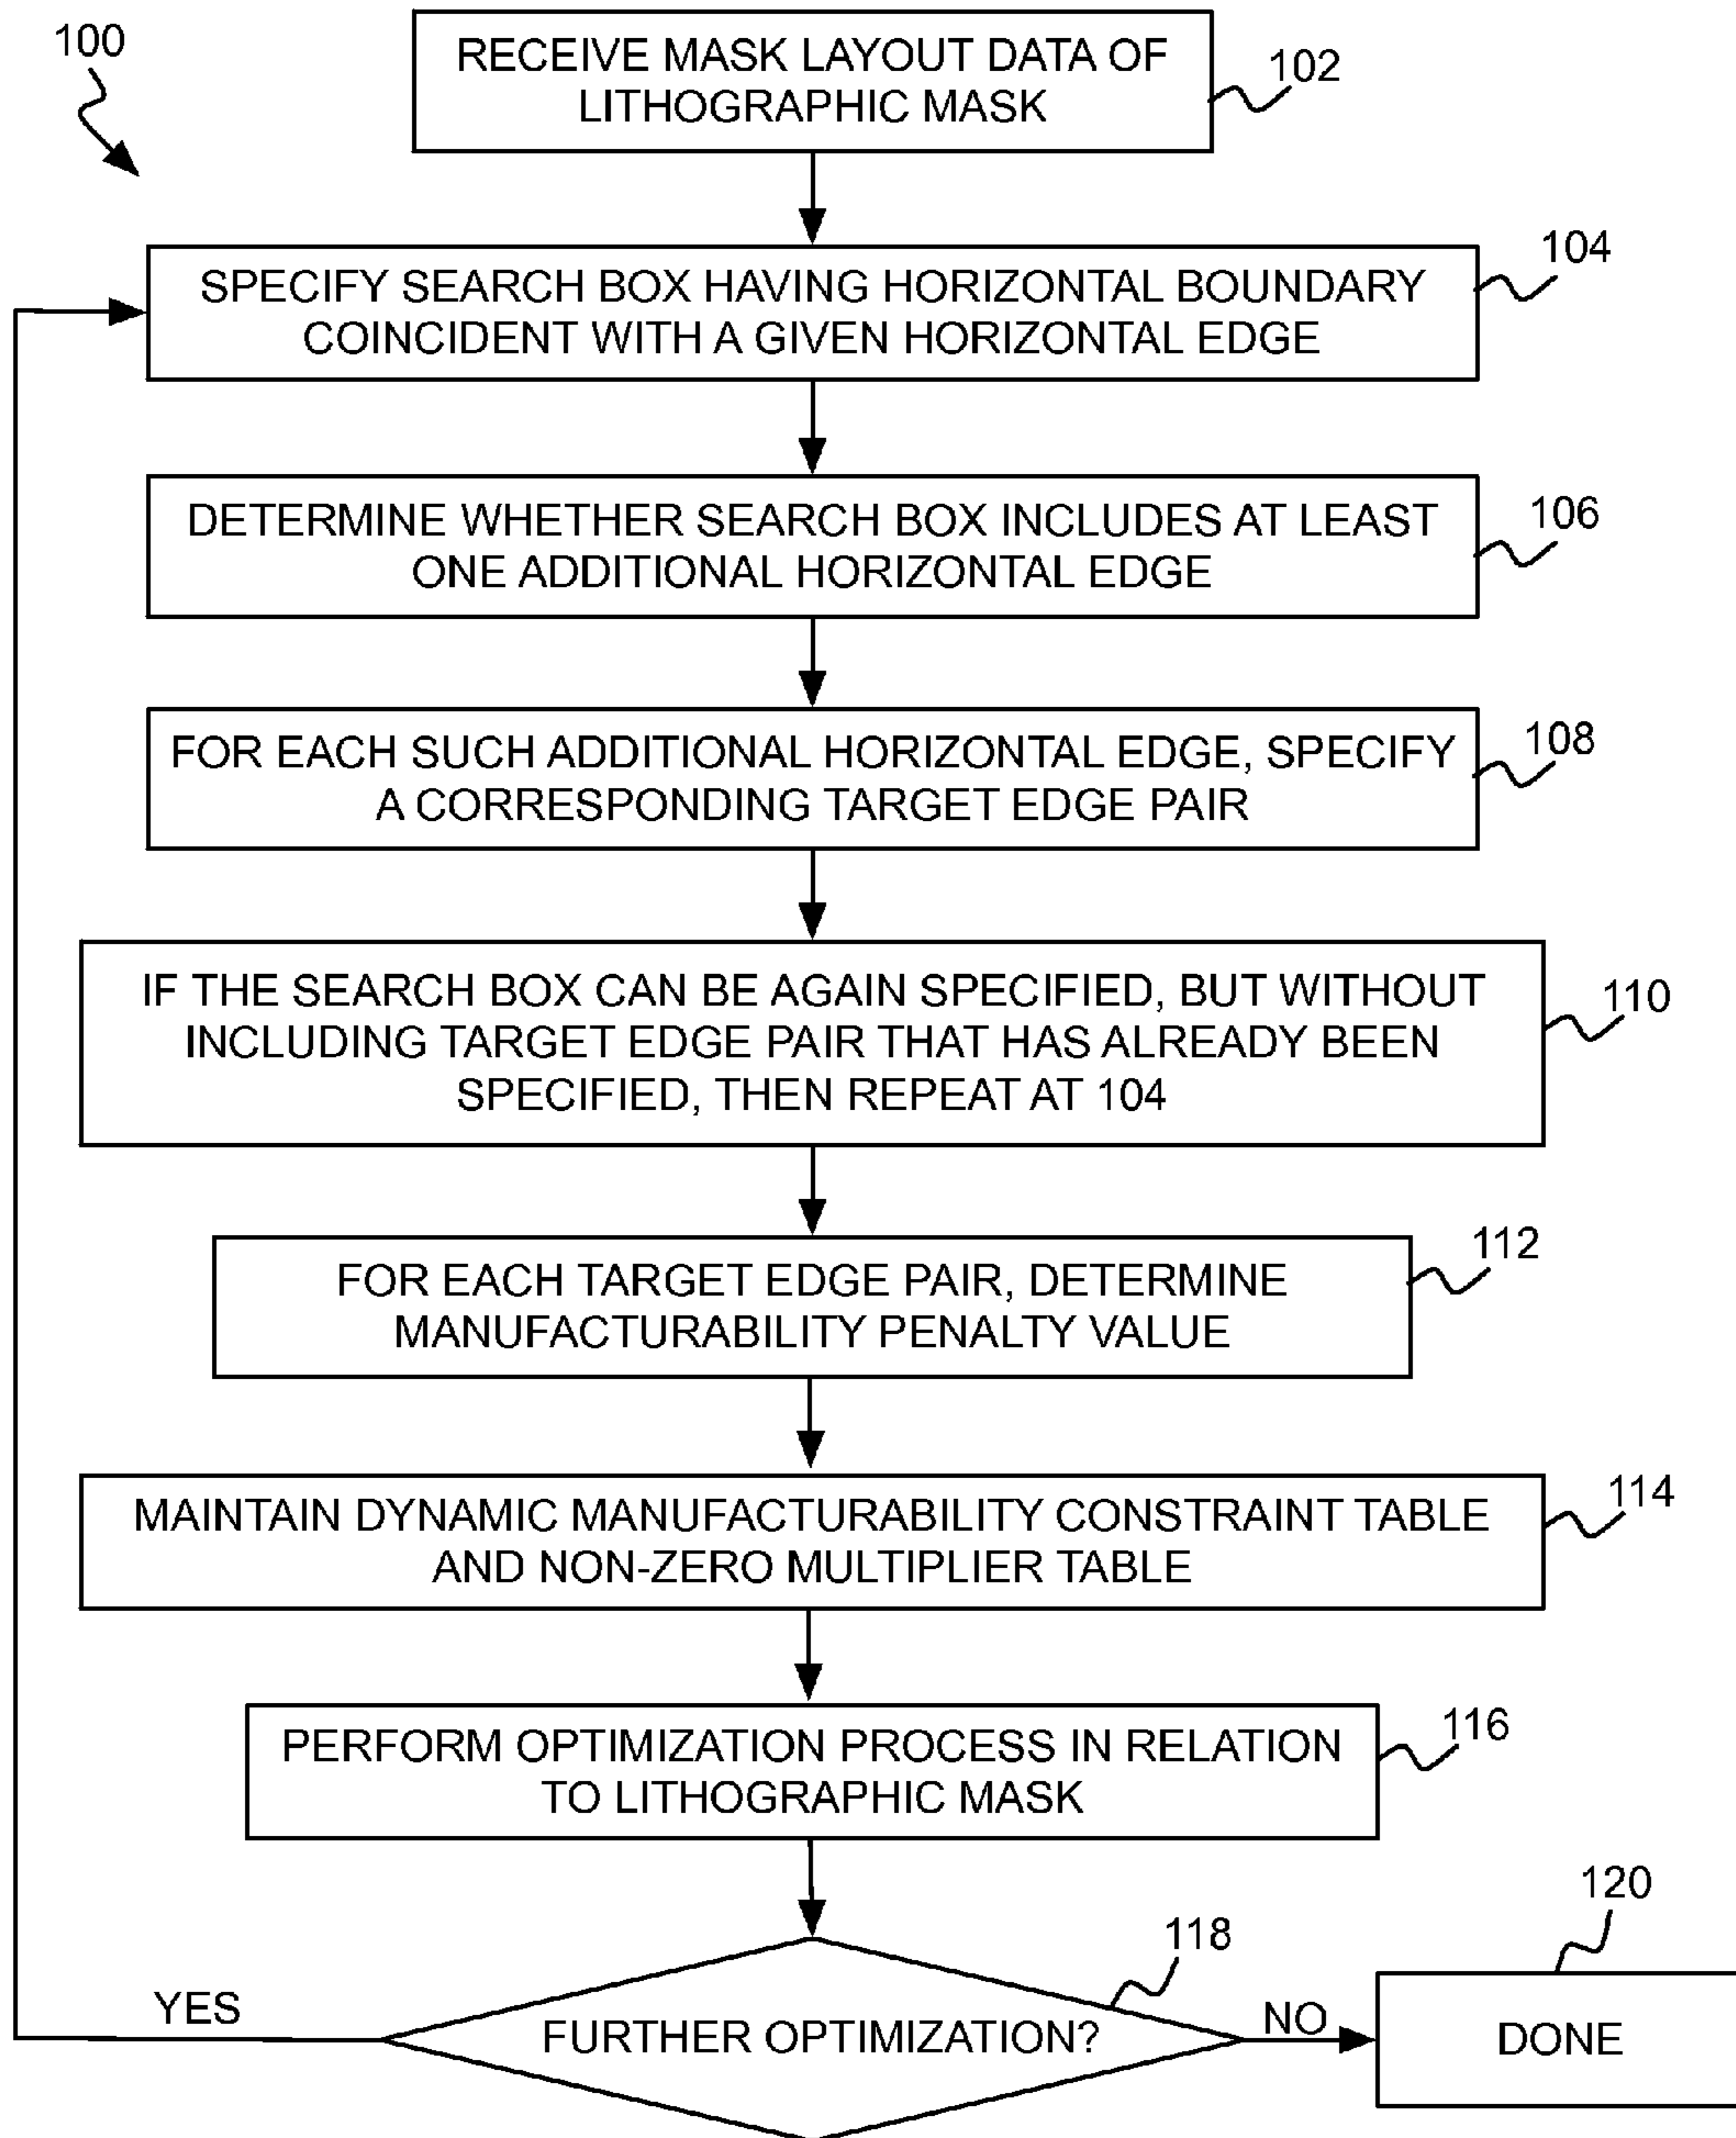 100
RECEIVE MASK LAYOUT DATA OF
LITHOGRAPHIC MASK
102
SPECIFY SEARCH BOX HAVING HORIZONTAL BOUNDARY
COINCIDENT WITH A GIVEN HORIZONTAL EDGE
104
DETERMINE WHETHER SEARCH BOX INCLUDES AT LEAST
ONE ADDITIONAL HORIZONTAL EDGE
106
FOR EACH SUCH ADDITIONAL HORIZONTAL EDGE, SPECIFY
A CORRESPONDING TARGET EDGE PAIR
108
IF THE SEARCH BOX CAN BE AGAIN SPECIFIED, BUT WITHOUT
INCLUDING TARGET EDGE PAIR THAT HAS ALREADY BEEN
SPECIFIED, THEN REPEAT AT 104
110
FOR EACH TARGET EDGE PAIR, DETERMINE
MANUFACTURABILITY PENALTY VALUE
112
MAINTAIN DYNAMIC MANUFACTURABILITY CONSTRAINT TABLE
AND NON-ZERO MULTIPLIER TABLE
114
PERFORM OPTIMIZATION PROCESS IN RELATION
TO LITHOGRAPHIC MASK
116
FURTHER OPTIMIZATION?
118
YES
NO
DONE
120